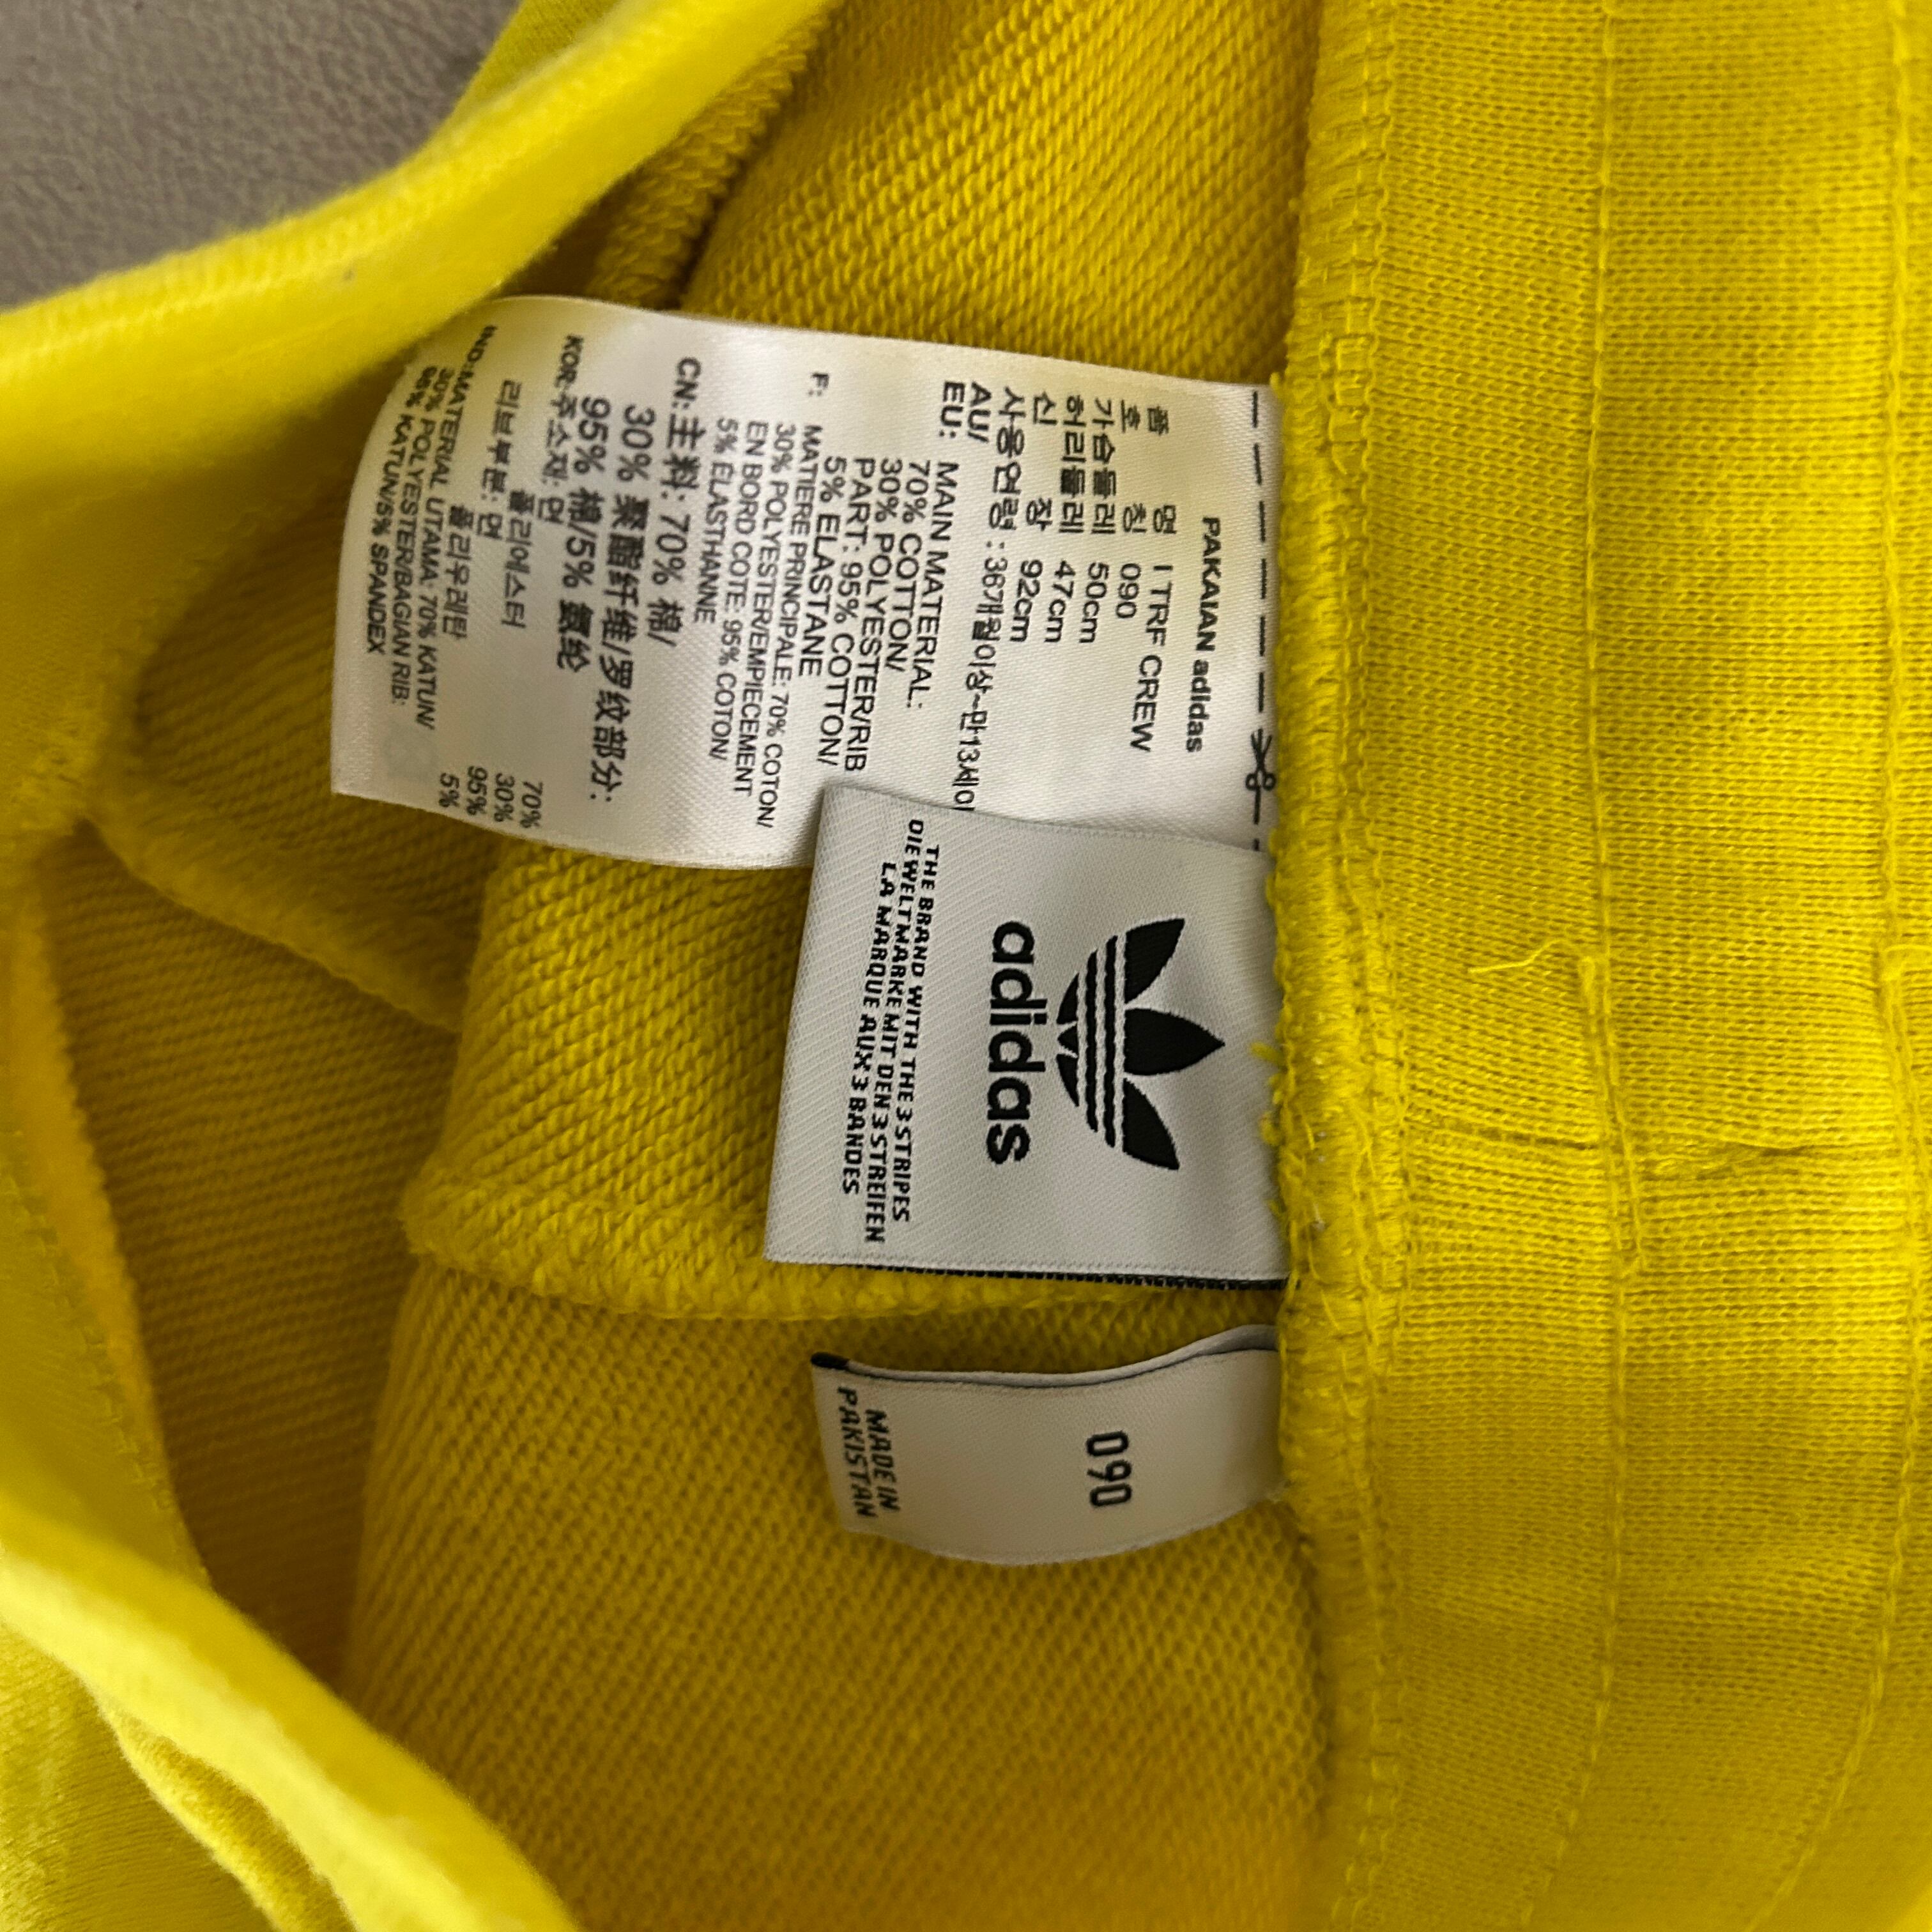 PAKAIAN adidas
품 명 I TRF CREW
호 칭 090
가슴둘레 50cm
허리둘레 47cm
신 장 92cm
사용연령 : 36개월이상~만13세이
AU/
EU: MAIN MATERIAL:
70% COTTON/
30% POLYESTER/RIB
PART: 95% COTTON/
5% ELASTANE
F: MATIERE PRINCIPALE: 70% COTON/
30% POLYESTER/EMPIECEMENT
EN BORD COTE: 95% COTON/
5% ELASTHANNE
CN: 主料: 70% 棉/
30% 聚酯纤维/罗纹部分:
95% 棉/5% 氨纶
KOR:주소재: 면 70%
폴리에스터 30%
리브부분: 면 95%
폴리우레탄 5%
IND:MATERIAL UTAMA: 70% KATUN/
30% POLYESTER/BAGIAN RIB:
95% KATUN/5% SPANDEX
adidas
THE BRAND WITH THE 3 STRIPES
DIE WELTMARKE MIT DEN 3 STREIFEN
LA MARQUE AUX 3 BANDES
090
MADE IN
PAKISTAN